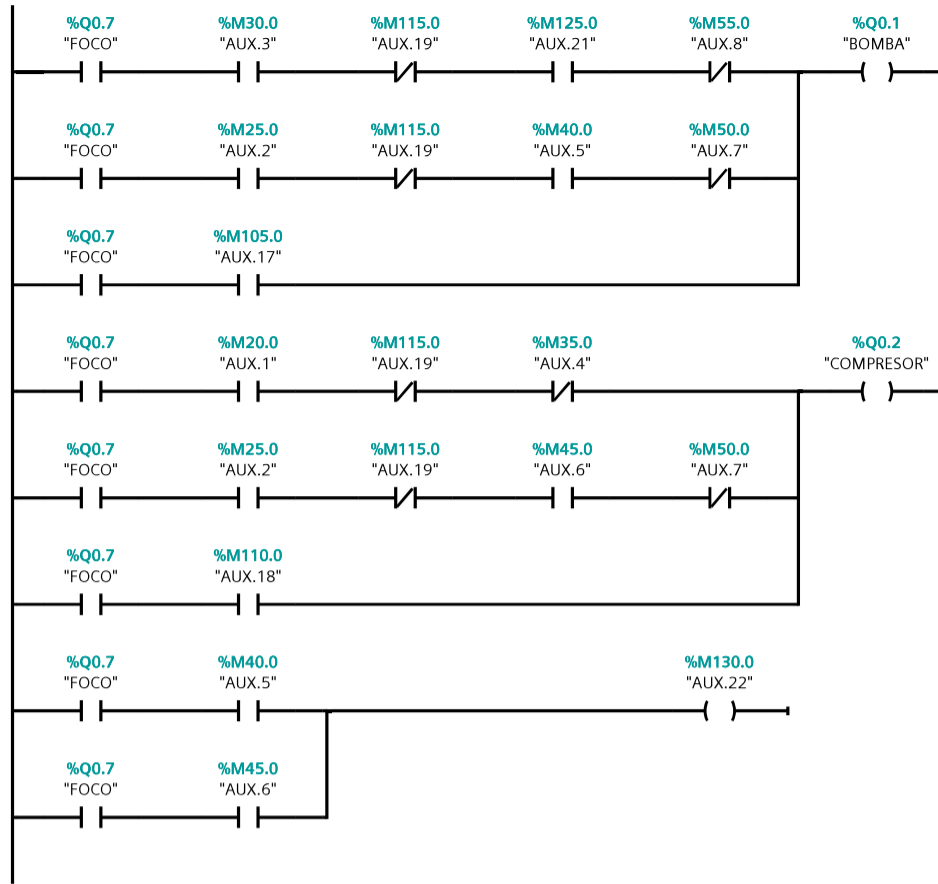 %Q0.7 %M30.0 %M115.0 %M125.0 %M55.0 %Q0.1
"FOCO" "AUX.3" "AUX.19" "AUX.21" "AUX.8" "BOMBA"
%Q0.7 %M25.0 %M115.0 %M40.0 %M50.0
"FOCO" "AUX.2" "AUX.19" "AUX.5" "AUX.7"
%Q0.7 %M105.0
"FOCO" "AUX.17"
%Q0.7 %M20.0 %M115.0 %M35.0 %Q0.2
"FOCO" "AUX.1" "AUX.19" "AUX.4" "COMPRESOR"
%Q0.7 %M25.0 %M115.0 %M45.0 %M50.0
"FOCO" "AUX.2" "AUX.19" "AUX.6" "AUX.7"
%Q0.7 %M110.0
"FOCO" "AUX.18"
%Q0.7 %M40.0 %M130.0
"FOCO" "AUX.5" "AUX.22"
%Q0.7 %M45.0
"FOCO" "AUX.6"